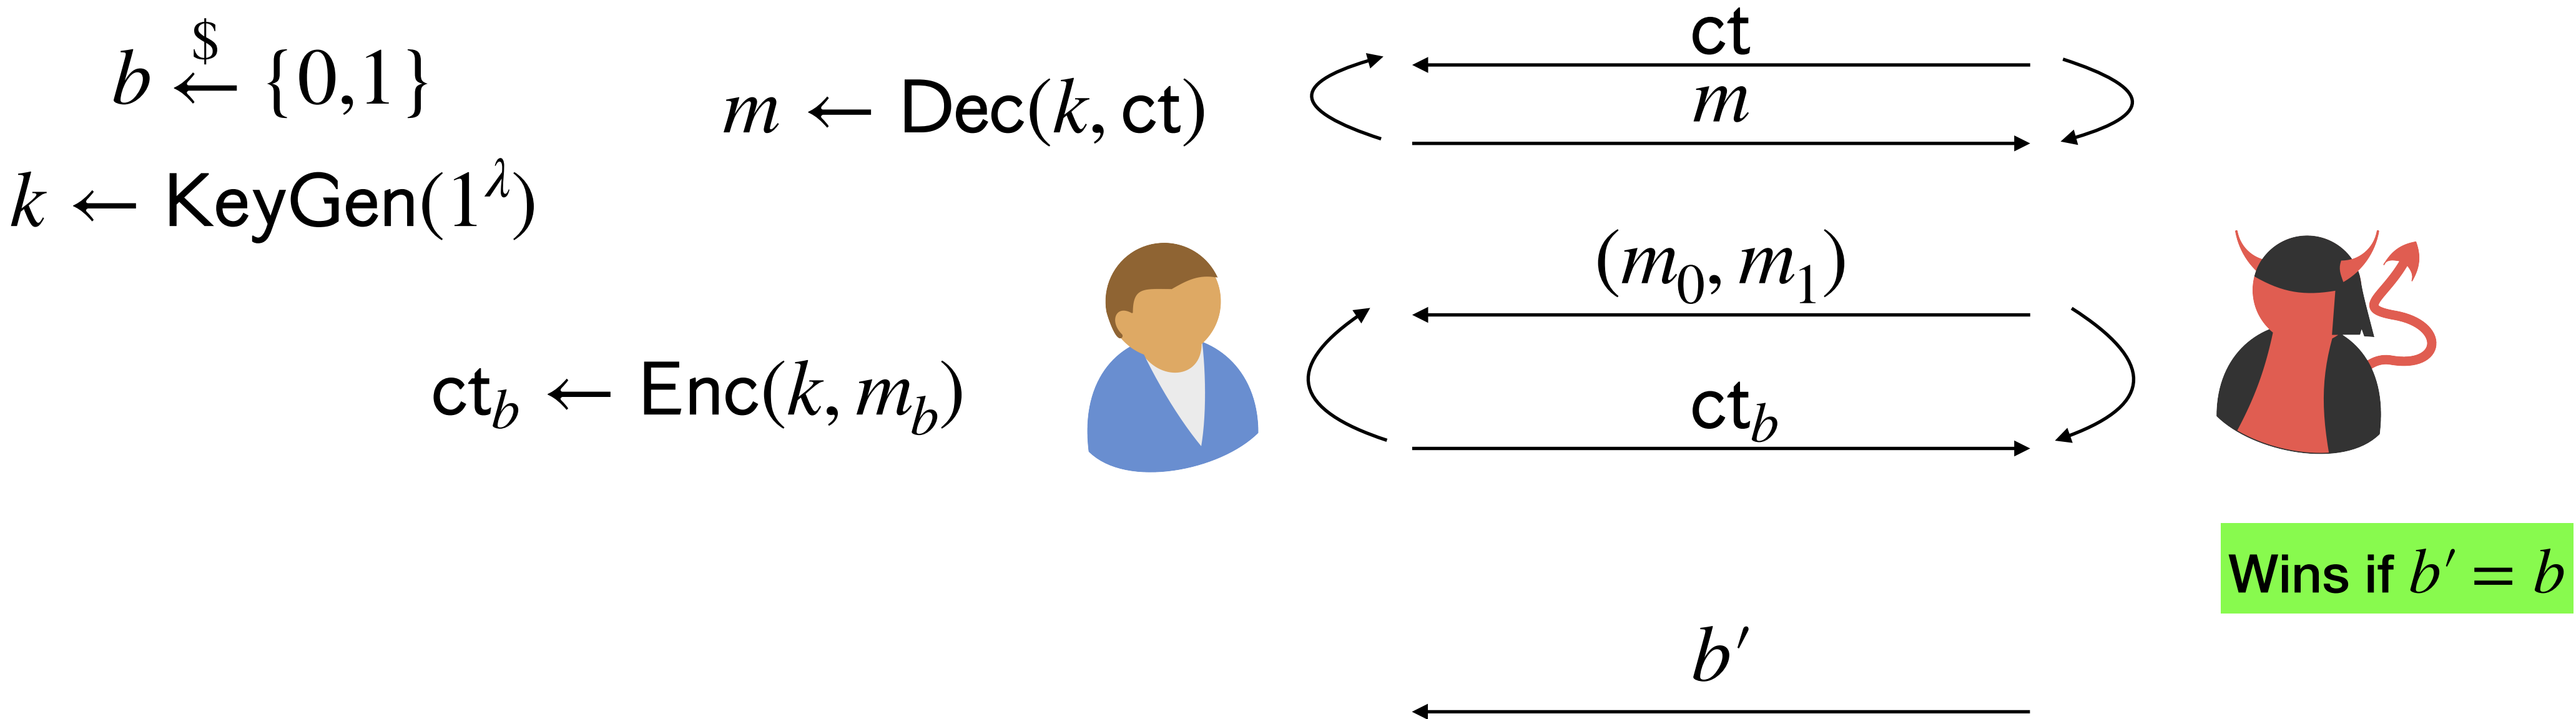 b ←$ {0,1}
k ← KeyGen(1^λ)
m ← Dec(k, ct)
ct
m
(m_0, m_1)
ct_b ← Enc(k, m_b)
ct_b
Wins if b′ = b
b′